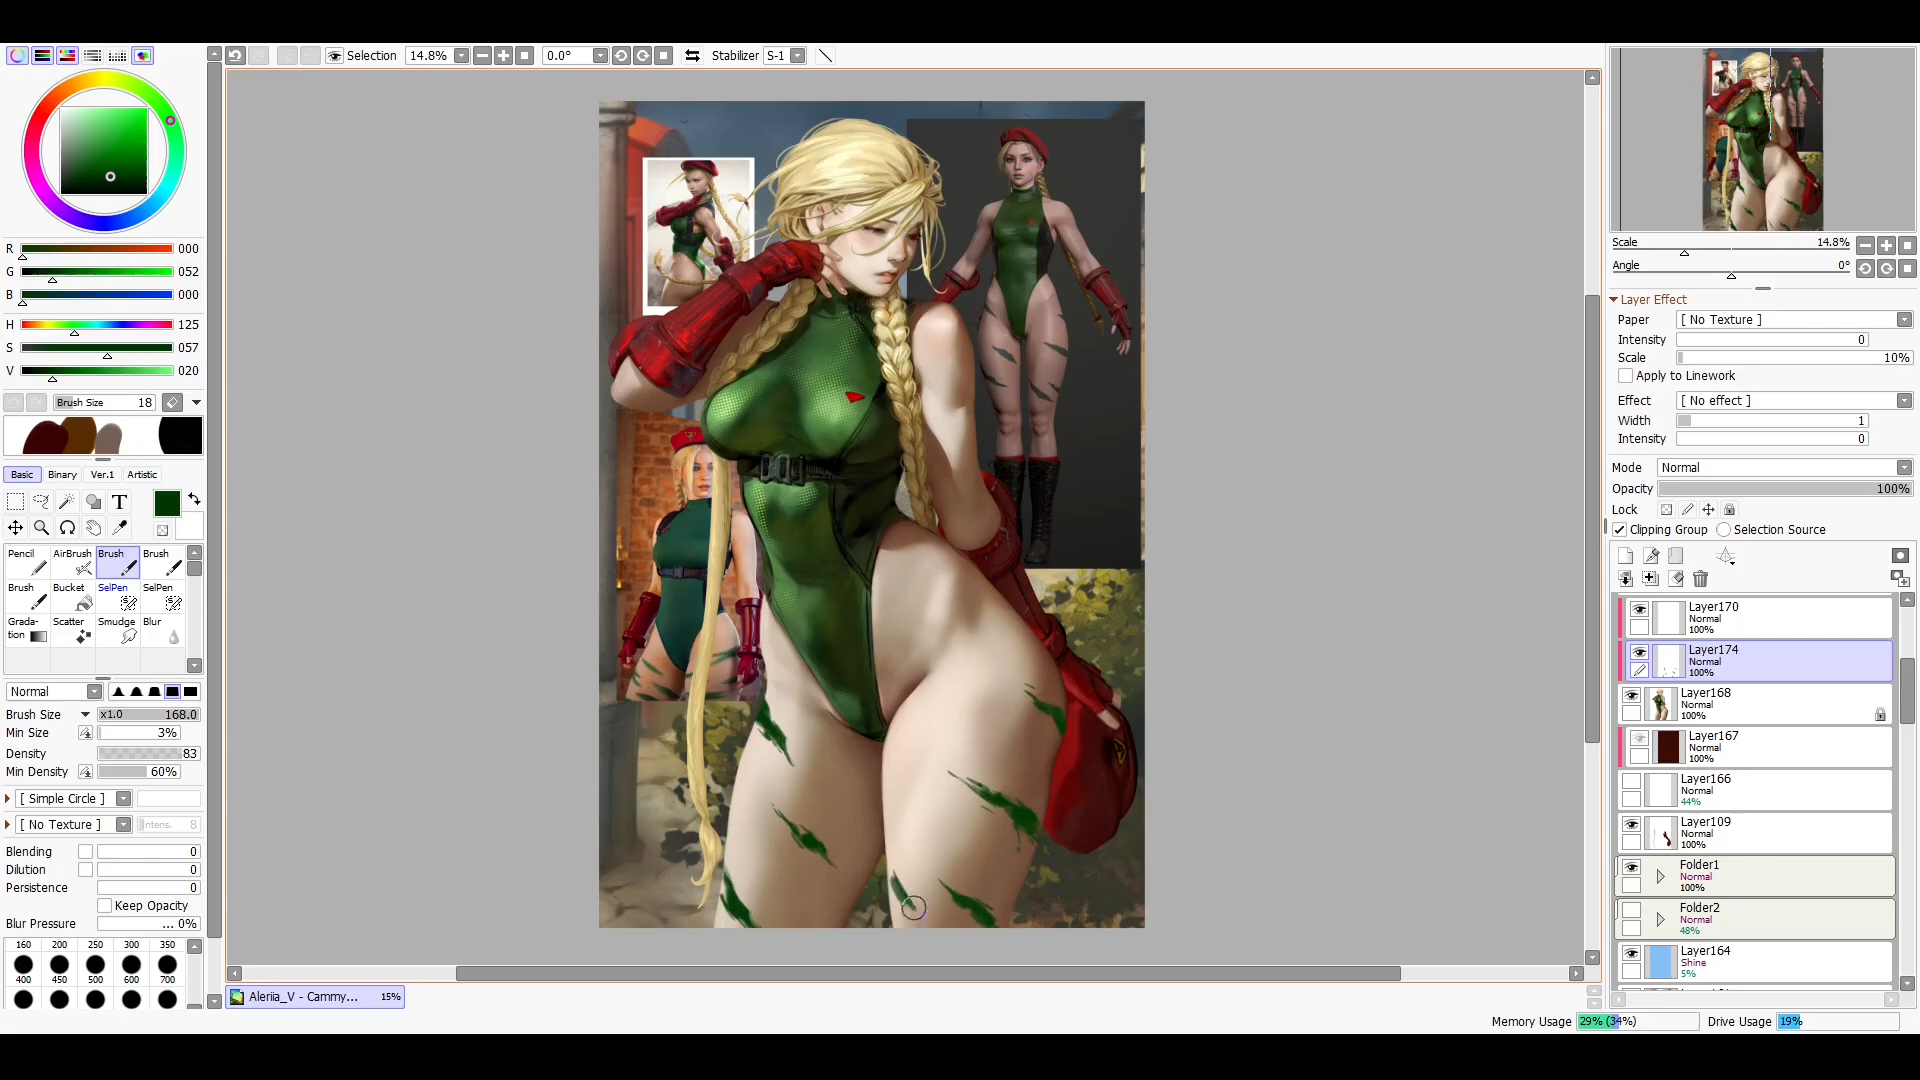 Selection 14.8% 0.0° Stabilizer S-1
R 000
G 052
B 000
H 125
S 057
V 020
Brush Size 18
Basic Binary Ver.1 Artistic
T
Pencil AirBrush Brush Brush
Brush Bucket SelPen SelPen
Grada-
tion Scatter Smudge Blur
Normal
Brush Size x1.0 168.0
Min Size 3%
Density 83
Min Density 60%
[ Simple Circle ]
[ No Texture ] Intens. 8
Blending 0
Dilution 0
Persistence 0
Keep Opacity
Blur Pressure ... 0%
160 200 250 300 350
400 450 500 600 700
Aleriia_V - Cammy... 15%
Scale 14.8%
Angle 0°
Layer Effect
Paper [ No Texture ]
Intensity 0
Scale 10%
Apply to Linework
Effect [ No effect ]
Width 1
Intensity 0
Mode Normal
Opacity 100%
Lock
Clipping Group Selection Source
Layer170
Normal
100%
Layer174
Normal
100%
Layer168
Normal
100%
Layer167
Normal
100%
Layer166
Normal
44%
Layer109
Normal
100%
Folder1
Normal
100%
Folder2
Normal
48%
Layer164
Shine
5%
Memory Usage 29% (34%) Drive Usage 19%